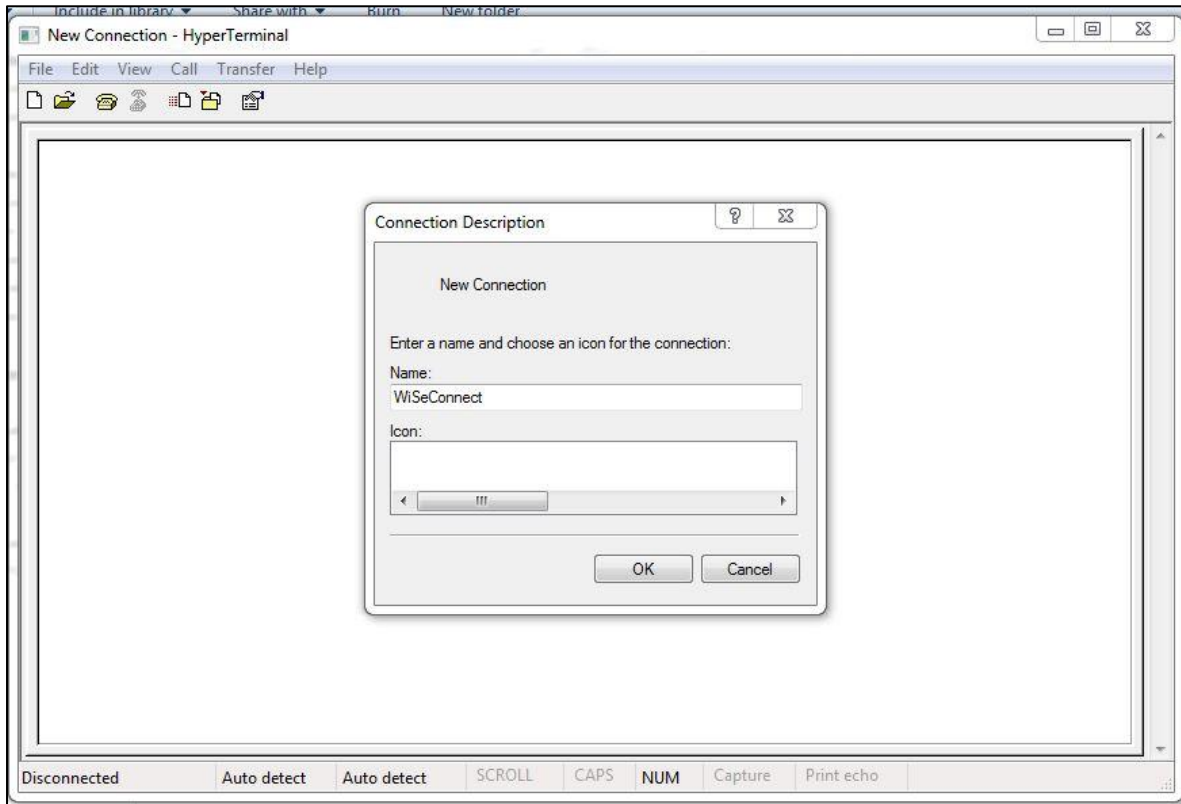 Include in library Share with Burn New folder
New Connection - HyperTerminal
File Edit View Call Transfer Help
Connection Description
New Connection
Enter a name and choose an icon for the connection:
Name:
WiSeConnect
Icon:
OK Cancel
Disconnected Auto detect Auto detect SCROLL CAPS NUM Capture Print echo